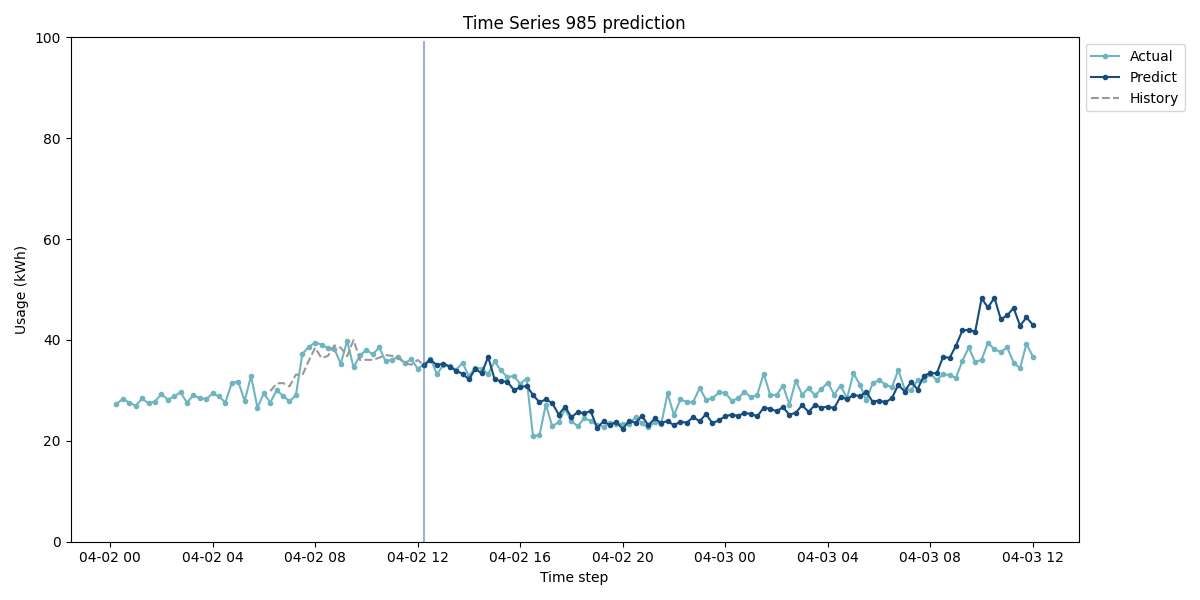 Time Series 985 prediction
Usage (kWh)
100
80
60
40
20
0
04-02 00
04-02 04
04-02 08
04-02 12
04-02 16
04-02 20
04-03 00
04-03 04
04-03 08
04-03 12
Time step
Actual
Predict
History